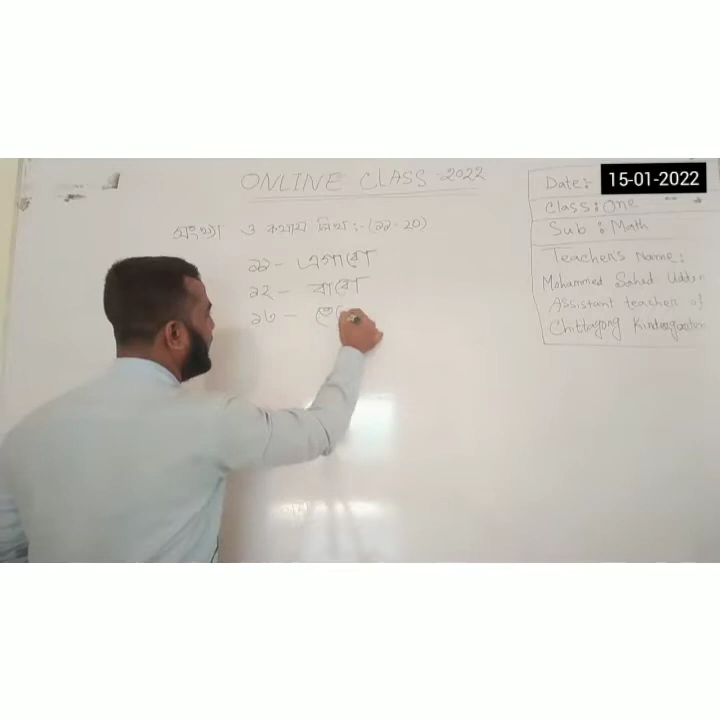 ONLINE CLASS-2022
সংখ্যা ও কথায় লিখ:-(১১-২০)
১১- এগারো
১২- বারো
১৩- তে
Date: 15-01-2022
Class: One
Sub: Math
Teacher's Name:
Mohammed Sahed Uddin
Assistant teacher of
Chittagong Kindergarten